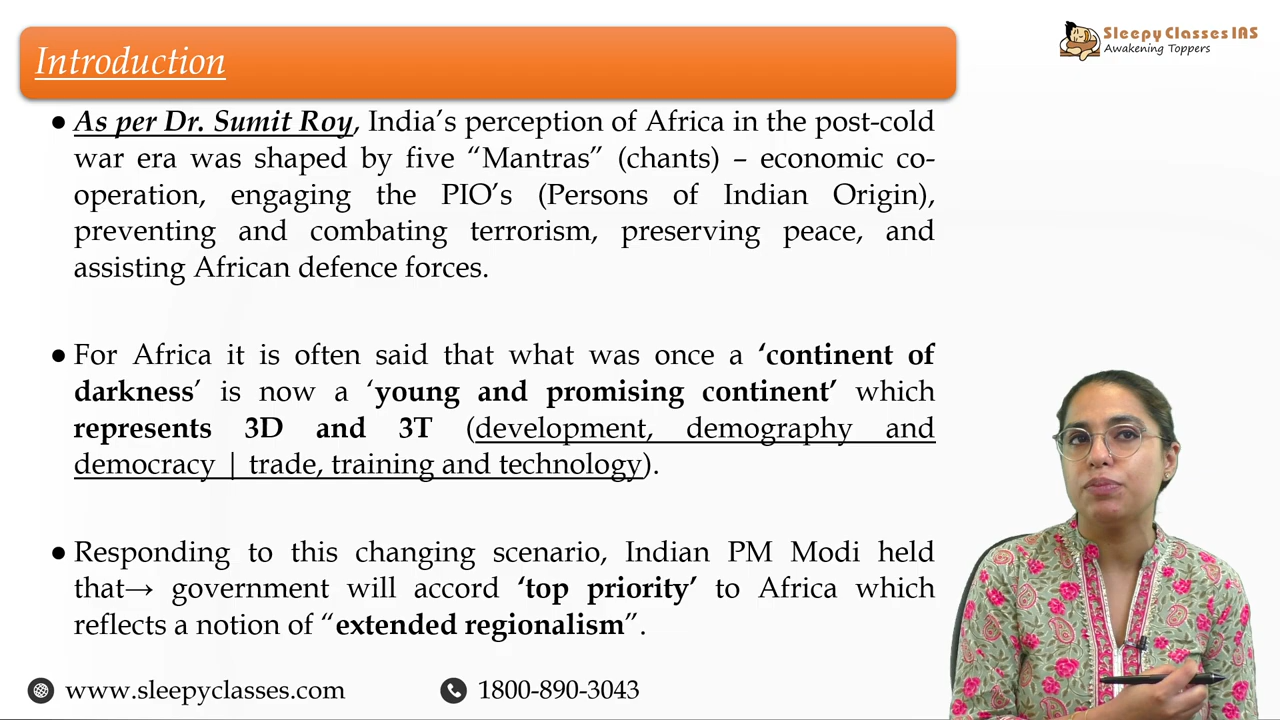 Introduction
Sleepy Classes IAS
Awakening Toppers
● As per Dr. Sumit Roy, India’s perception of Africa in the post-cold
war era was shaped by five “Mantras” (chants) – economic co-
operation, engaging the PIO’s (Persons of Indian Origin),
preventing and combating terrorism, preserving peace, and
assisting African defence forces.
● For Africa it is often said that what was once a ‘continent of
darkness’ is now a ‘young and promising continent’ which
represents 3D and 3T (development, demography and
democracy | trade, training and technology).
● Responding to this changing scenario, Indian PM Modi held
that→ government will accord ‘top priority’ to Africa which
reflects a notion of “extended regionalism”.
www.sleepyclasses.com
1800-890-3043